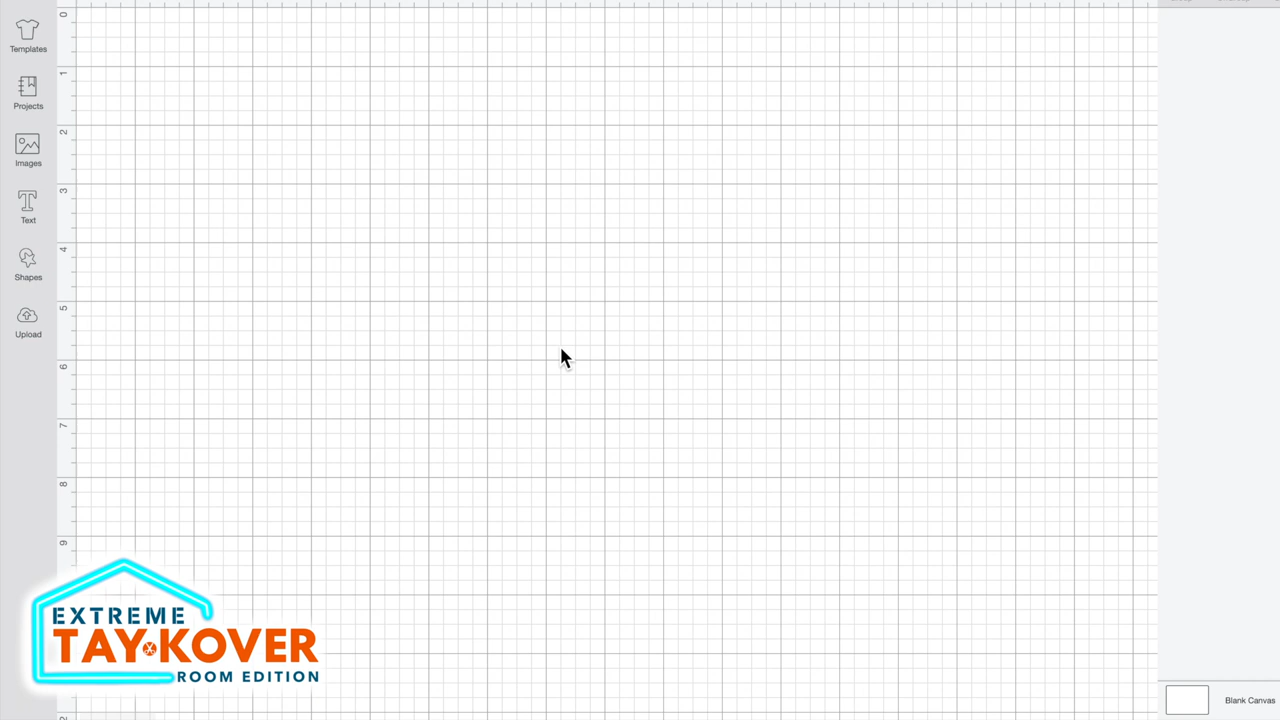 Templates
Projects
Images
Text
Shapes
Upload
0
1
2
3
4
5
6
7
8
9
EXTREME
TAY KOVER
ROOM EDITION
Blank Canvas